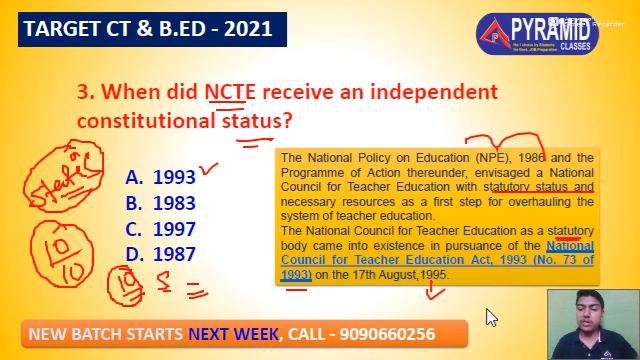 TARGET CT & B.ED - 2021
PYRAMID
CLASSES
3. When did NCTE receive an independent
constitutional status?
A. 1993
B. 1983
C. 1997
D. 1987
The National Policy on Education (NPE), 1986 and the
Programme of Action thereunder, envisaged a National
Council for Teacher Education with statutory status and
necessary resources as a first step for overhauling the
system of teacher education.
The National Council for Teacher Education as a statutory
body came into existence in pursuance of the National
Council for Teacher Education Act, 1993 (No. 73 of
1993) on the 17th August,1995.
10
10
10
NEW BATCH STARTS NEXT WEEK, CALL - 9090660256